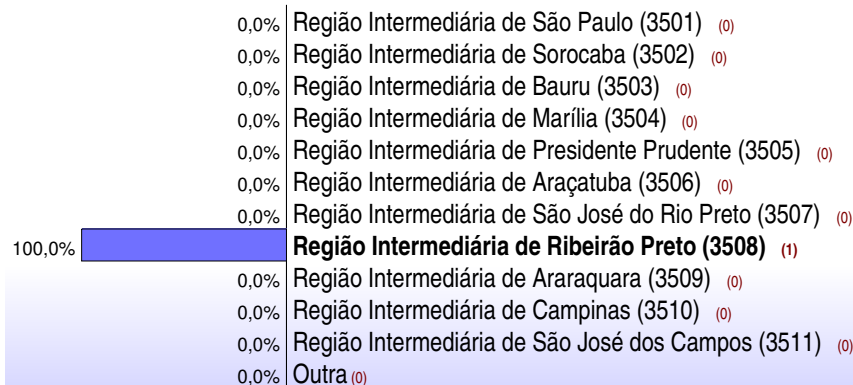 0,0% Região Intermediária de São Paulo (3501) (0)
0,0% Região Intermediária de Sorocaba (3502) (0)
0,0% Região Intermediária de Bauru (3503) (0)
0,0% Região Intermediária de Marília (3504) (0)
0,0% Região Intermediária de Presidente Prudente (3505) (0)
0,0% Região Intermediária de Araçatuba (3506) (0)
0,0% Região Intermediária de São José do Rio Preto (3507) (0)
100,0% Região Intermediária de Ribeirão Preto (3508) (1)
0,0% Região Intermediária de Araraquara (3509) (0)
0,0% Região Intermediária de Campinas (3510) (0)
0,0% Região Intermediária de São José dos Campos (3511) (0)
0,0% Outra (0)